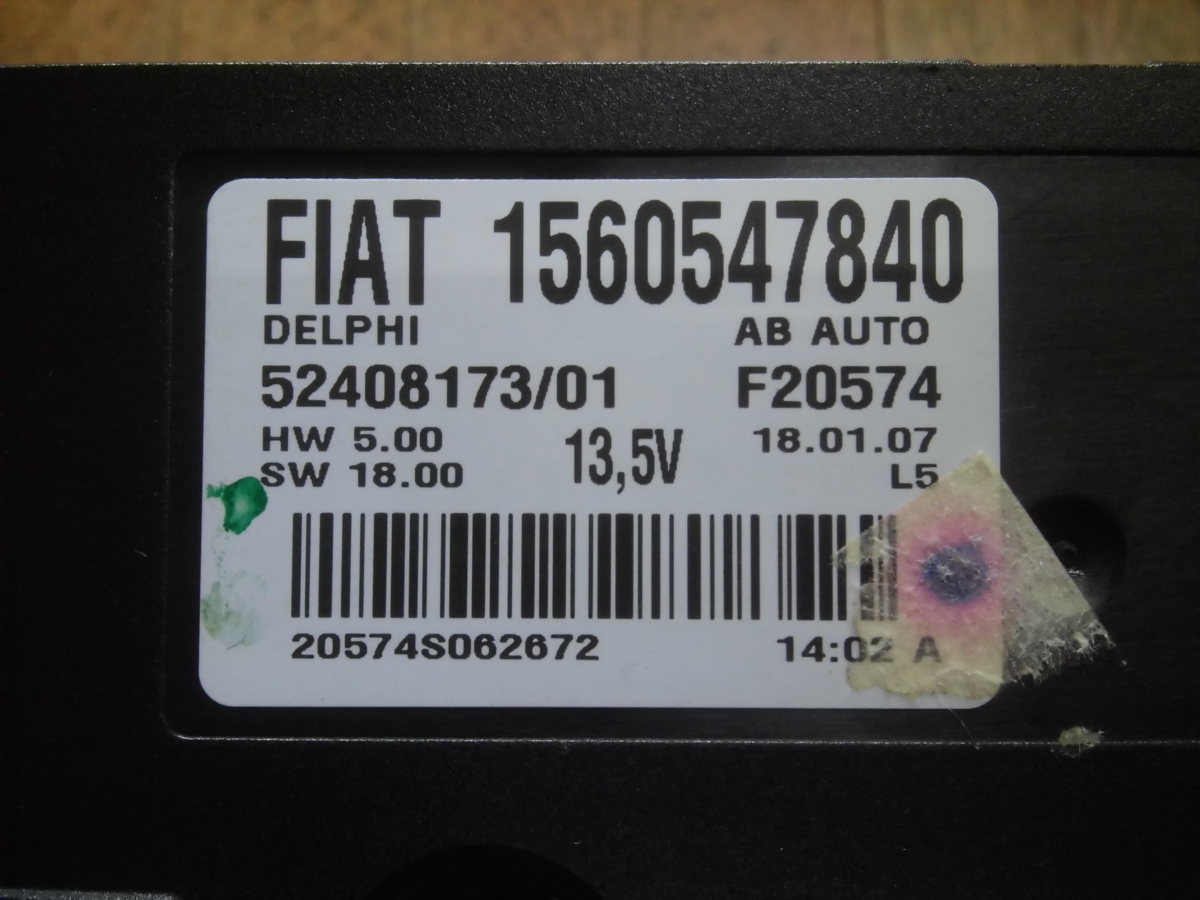 FIAT 1560547840
DELPHI AB AUTO
52408173/01 F20574
HW 5.00 13,5V 18.01.07
SW 18.00 L5
20574S062672 14:02 A